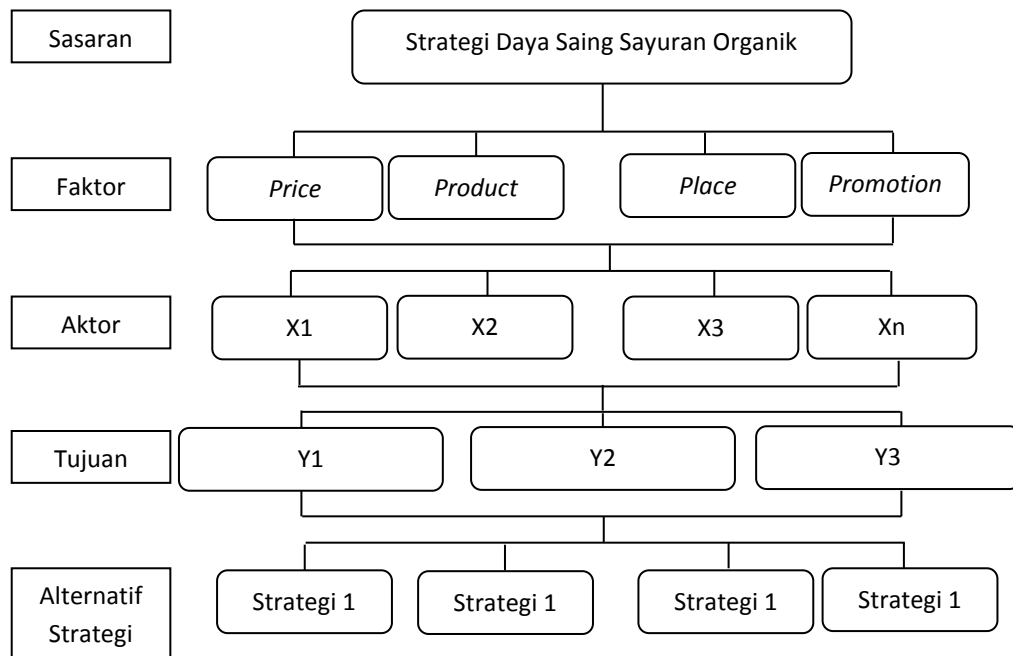 Sasaran
Strategi Daya Saing Sayuran Organik
Faktor
Price
Product
Place
Promotion
Aktor
X1
X2
X3
Xn
Tujuan
Y1
Y2
Y3
Alternatif
Strategi
Strategi 1
Strategi 1
Strategi 1
Strategi 1